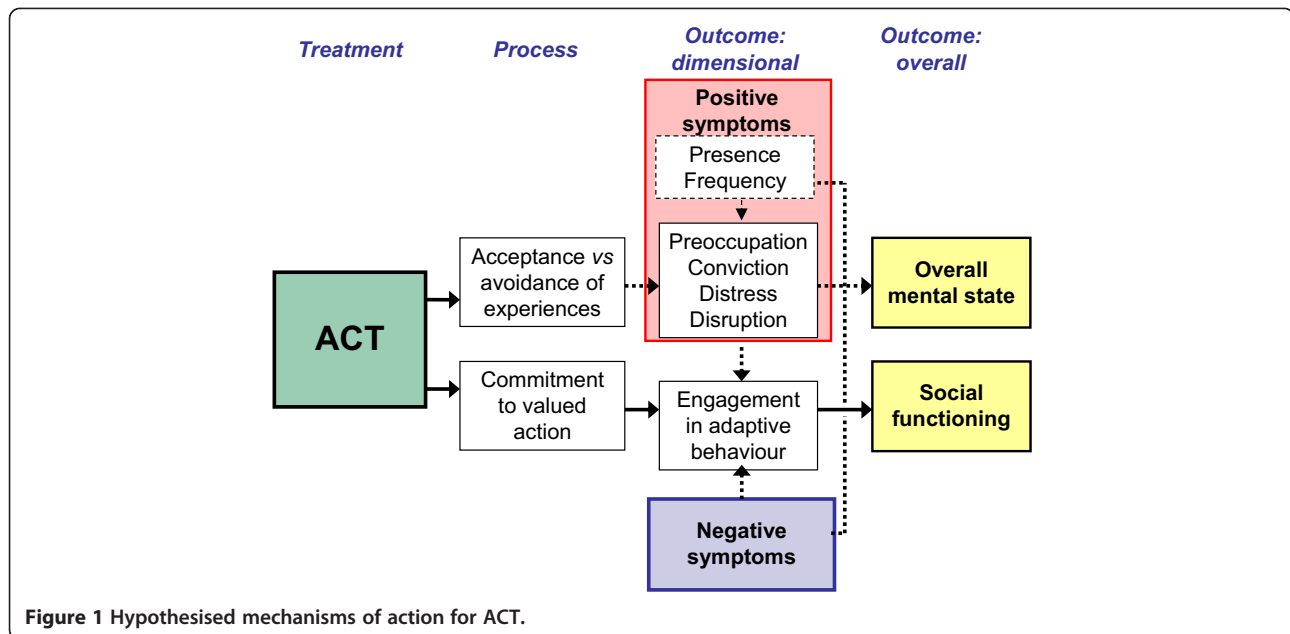 Treatment
Process
Outcome:
dimensional
Outcome:
overall
Positive
symptoms
Presence
Frequency
Preoccupation
Conviction
Distress
Disruption
Acceptance vs
avoidance of
experiences
Overall
mental state
ACT
Commitment
to valued
action
Engagement
in adaptive
behaviour
Social
functioning
Negative
symptoms
Figure 1 Hypothesised mechanisms of action for ACT.